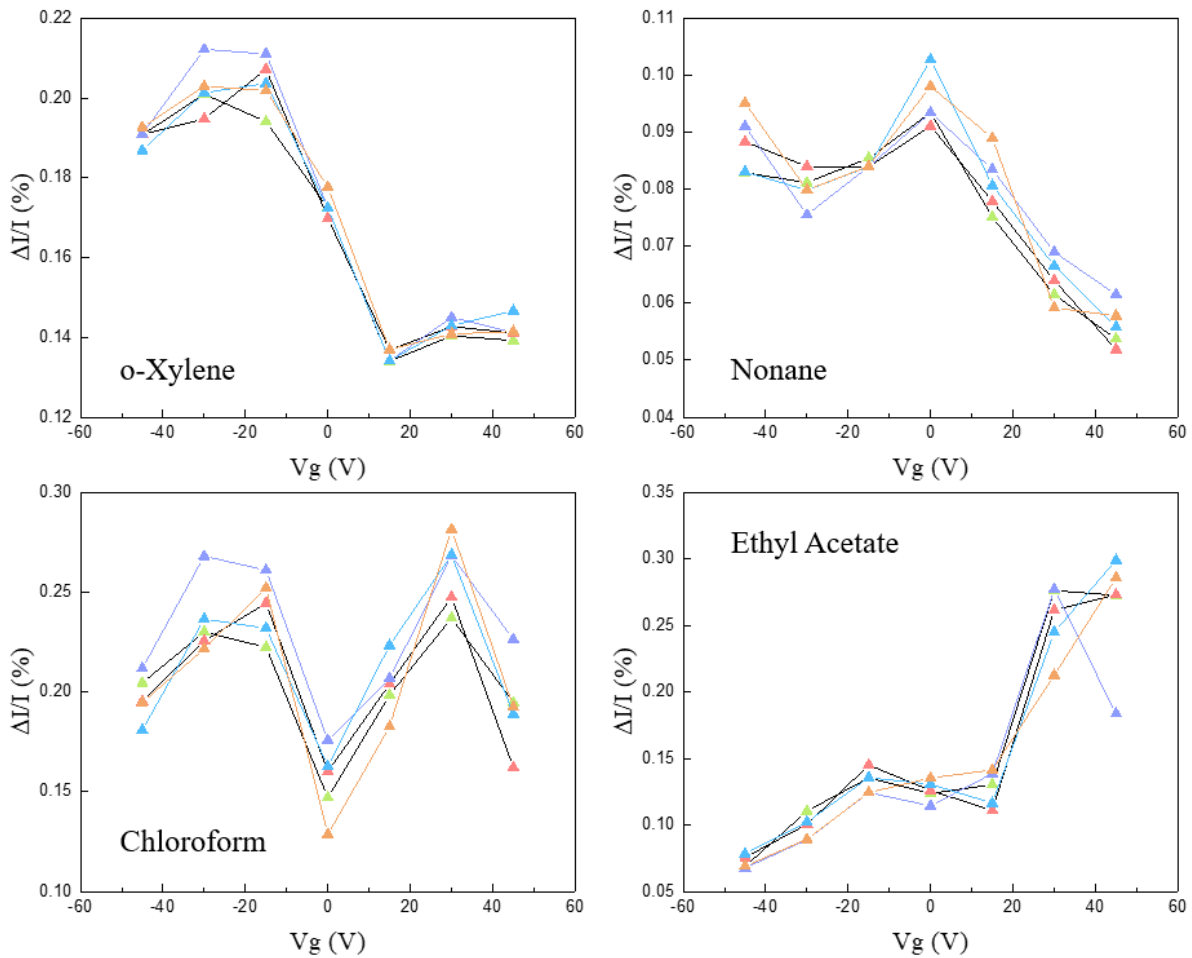 0.22
0.20
0.18
0.16
0.14
0.12
ΔI/I (%)
o-Xylene
-60 -40 -20 0 20 40 60
Vg (V)
0.11
0.10
0.09
0.08
0.07
0.06
0.05
0.04
ΔI/I (%)
Nonane
-60 -40 -20 0 20 40 60
Vg (V)
0.30
0.25
0.20
0.15
0.10
ΔI/I (%)
Chloroform
-60 -40 -20 0 20 40 60
Vg (V)
0.35
0.30
0.25
0.20
0.15
0.10
0.05
ΔI/I (%)
Ethyl Acetate
-60 -40 -20 0 20 40 60
Vg (V)